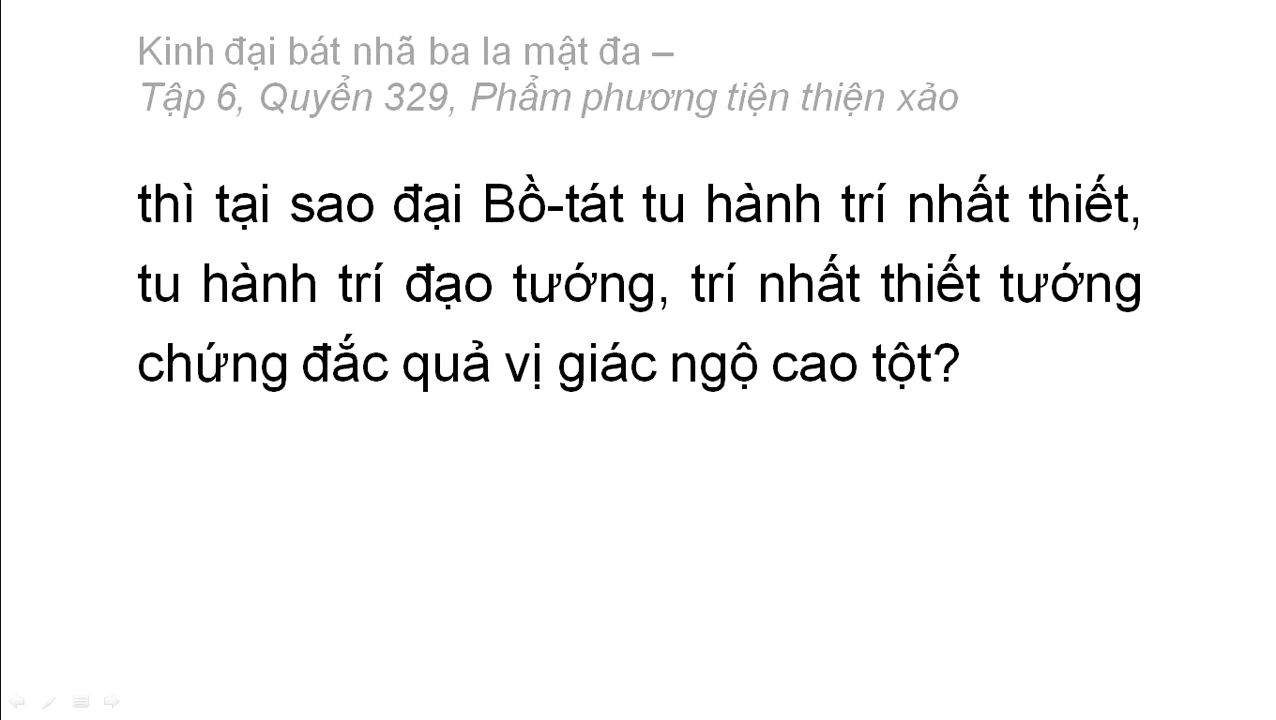 Kinh đại bát nhã ba la mật đa –
Tập 6, Quyển 329, Phẩm phương tiện thiện xảo
thì tại sao đại Bồ-tát tu hành trí nhất thiết,
tu hành trí đạo tướng, trí nhất thiết tướng
chứng đắc quả vị giác ngộ cao tột?